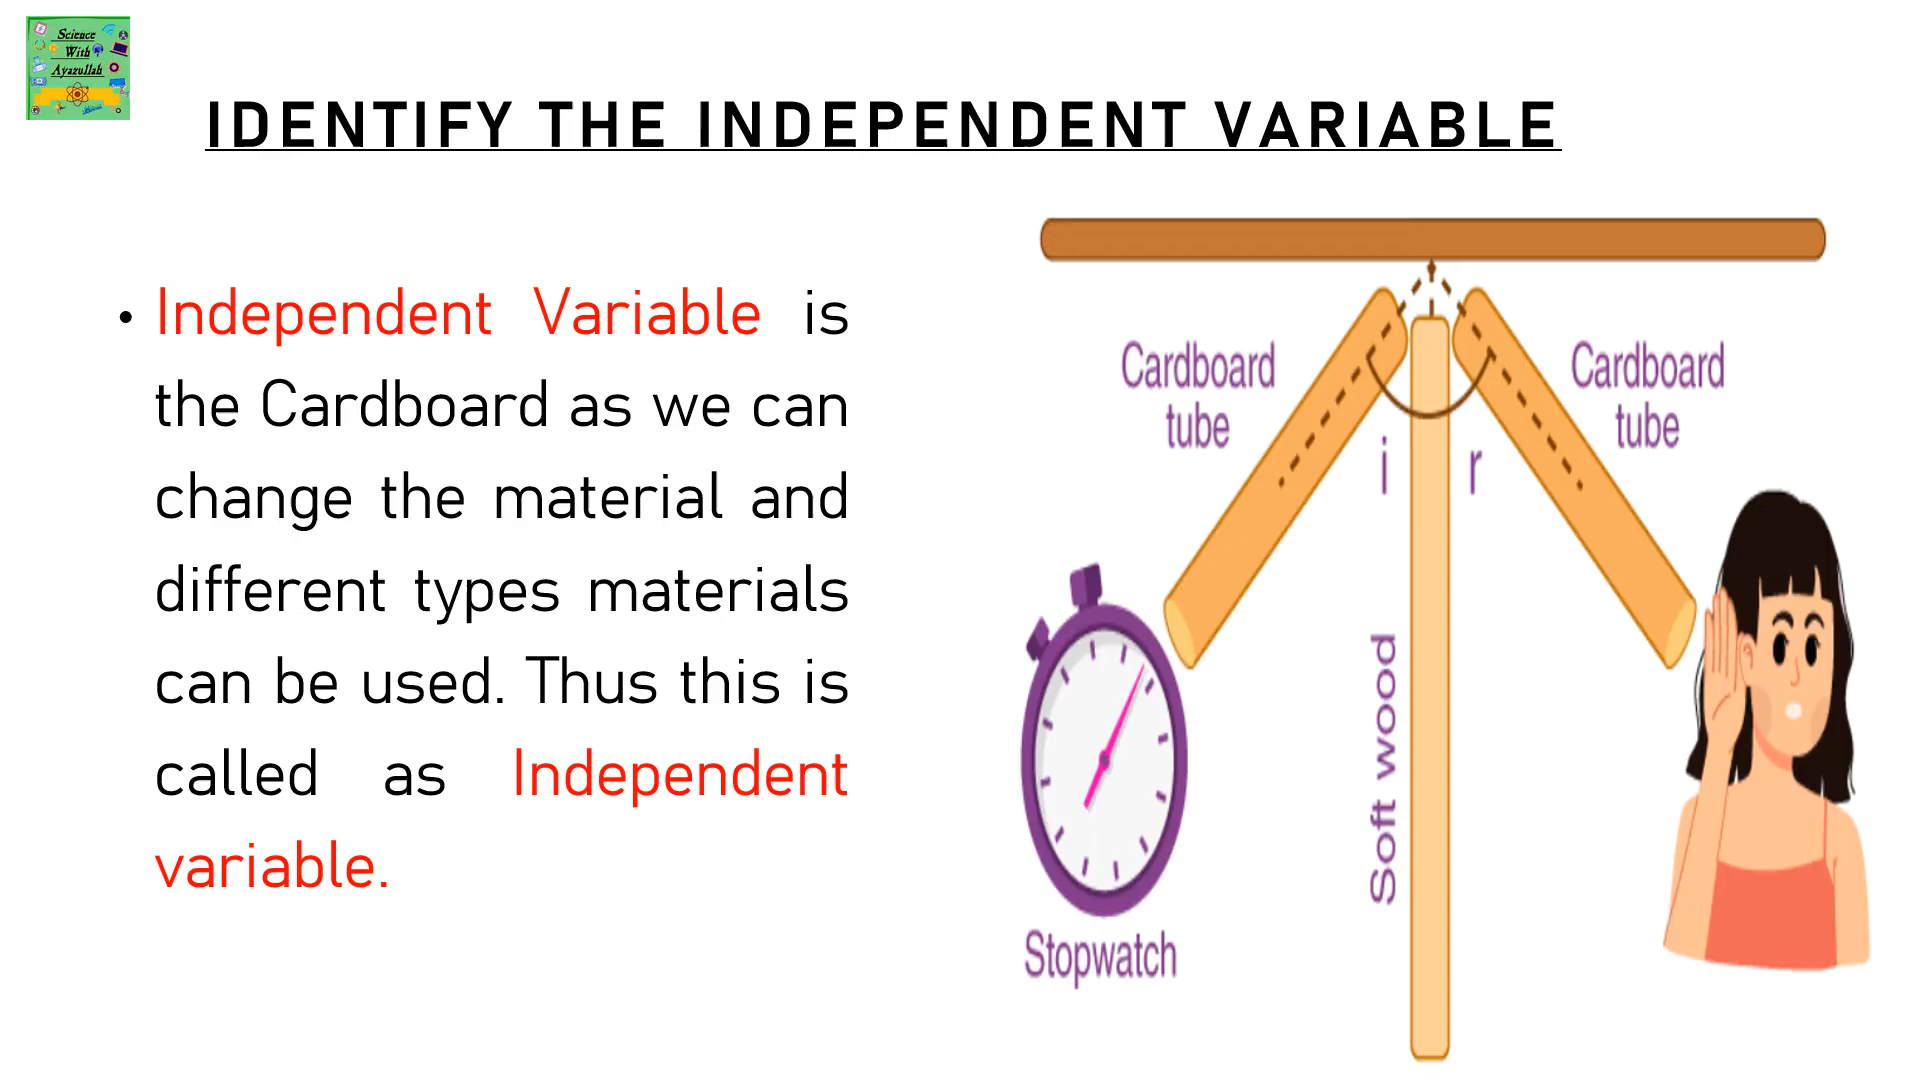 Science
With
Ayazullah
IDENTIFY THE INDEPENDENT VARIABLE
• Independent Variable is
the Cardboard as we can
change the material and
different types materials
can be used. Thus this is
called as Independent
variable.
Cardboard
tube
Cardboard
tube
i
r
Soft wood
Stopwatch